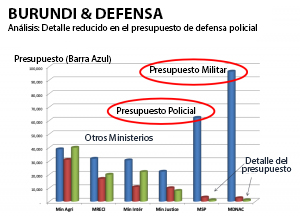 BURUNDI & DEFENSA
Análisis: Detalle reducido en el presupuesto de defensa policial
Presupuesto (Barra Azul)
Presupuesto Militar
Presupuesto Policial
Otros Ministerios
Detalle del
presupuesto
100,000
90,000
80,000
70,000
60,000
50,000
40,000
30,000
20,000
10,000
-
Min Agri
MREO
Min Intér
Min Justice
MSP
MDNAC